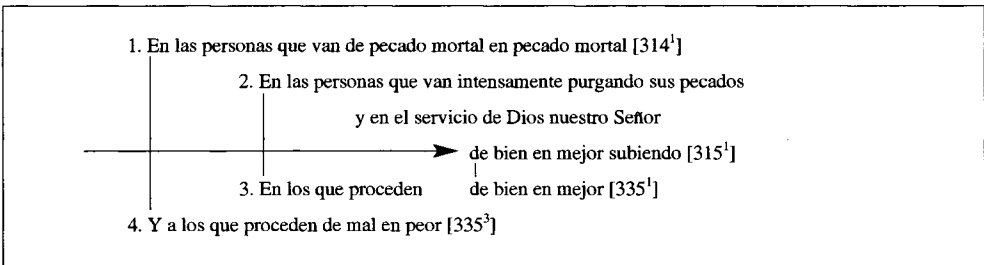 1. En las personas que van de pecado mortal en pecado mortal [314¹]
2. En las personas que van intensamente purgando sus pecados
y en el servicio de Dios nuestro Señor
de bien en mejor subiendo [315¹]
3. En los que proceden de bien en mejor [335¹]
4. Y a los que proceden de mal en peor [335³]